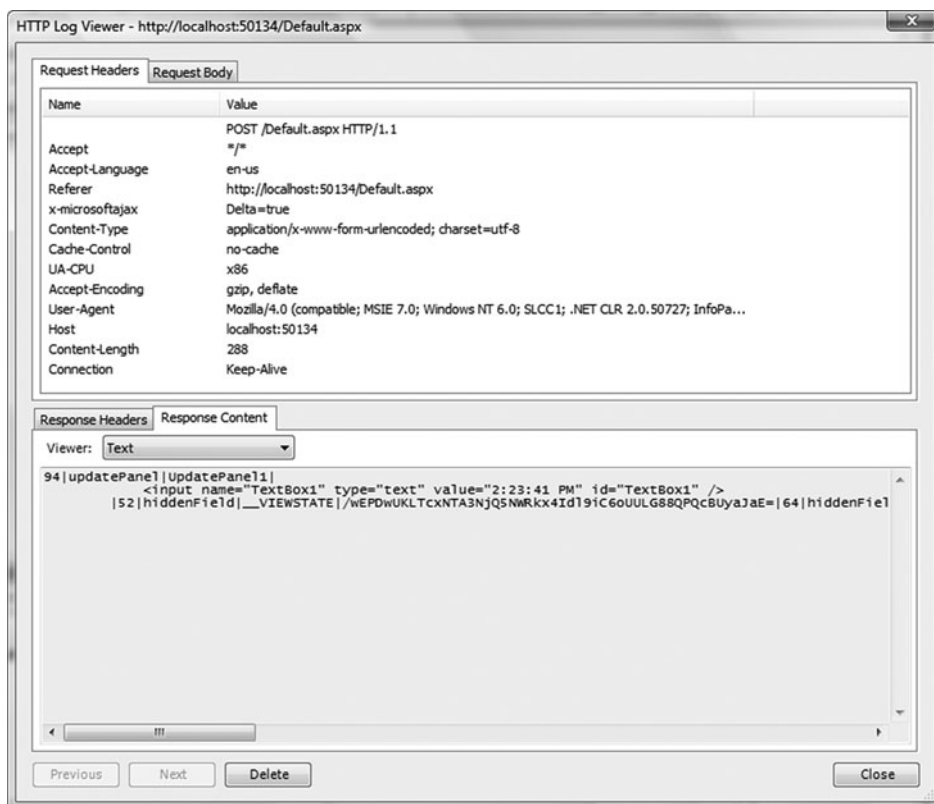 HTTP Log Viewer - http://localhost:50134/Default.aspx
Request Headers Request Body
Name Value
POST /Default.aspx HTTP/1.1
Accept */*
Accept-Language en-us
Referer http://localhost:50134/Default.aspx
x-microsoftajax Delta=true
Content-Type application/x-www-form-urlencoded; charset=utf-8
Cache-Control no-cache
UA-CPU x86
Accept-Encoding gzip, deflate
User-Agent Mozilla/4.0 (compatible; MSIE 7.0; Windows NT 6.0; SLCC1; .NET CLR 2.0.50727; InfoPa...
Host localhost:50134
Content-Length 288
Connection Keep-Alive
Response Headers Response Content
Viewer: Text
94|updatePanel|UpdatePanel1|
<input name="TextBox1" type="text" value="2:23:41 PM" id="TextBox1" />
|52|hiddenField|__VIEWSTATE|/wEPDwUKLTcxNTA3NjQ5NWRkx4Idl9iC6oUULG88QPQcBUyaJaE=|64|hiddenFiel
Previous Next Delete Close